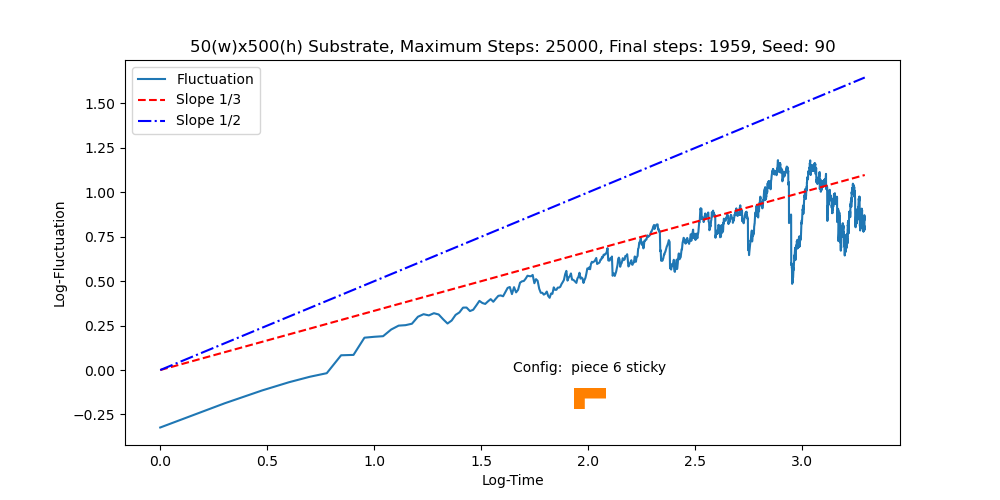 50(w)x500(h) Substrate, Maximum Steps: 25000, Final steps: 1959, Seed: 90
Fluctuation
Slope 1/3
Slope 1/2
Log-Fluctuation
1.50
1.25
1.00
0.75
0.50
0.25
0.00
−0.25
Config:  piece 6 sticky
0.0 0.5 1.0 1.5 2.0 2.5 3.0
Log-Time